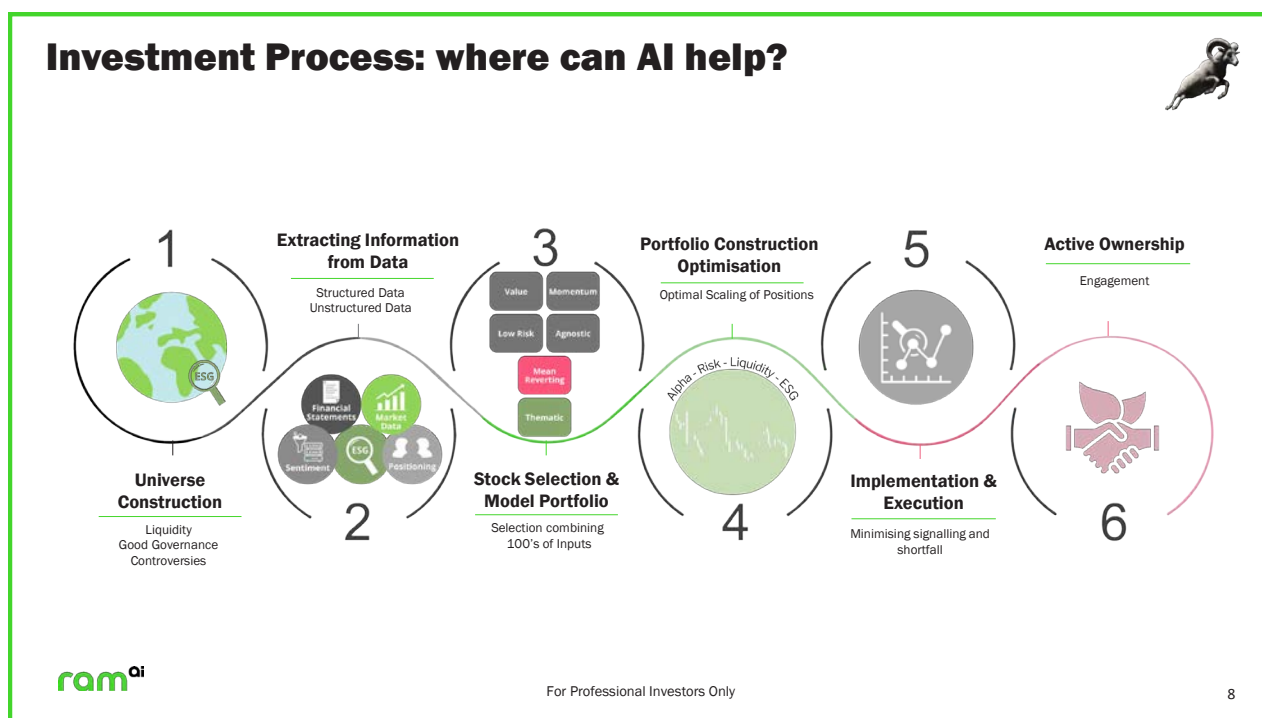 Investment Process: where can AI help?
1
ESG
Universe
Construction
Liquidity
Good Governance
Controversies
Extracting Information
from Data
Structured Data
Unstructured Data
Financial
Statements
Market
Data
Sentiment
ESG
Positioning
2
3
Value
Momentum
Low Risk
Agnostic
Mean
Reverting
Thematic
Stock Selection &
Model Portfolio
Selection combining
100's of Inputs
Portfolio Construction
Optimisation
Optimal Scaling of Positions
Alpha - Risk - Liquidity - ESG
4
5
Implementation &
Execution
Minimising signalling and
shortfall
Active Ownership
Engagement
6
ram ai
For Professional Investors Only
8